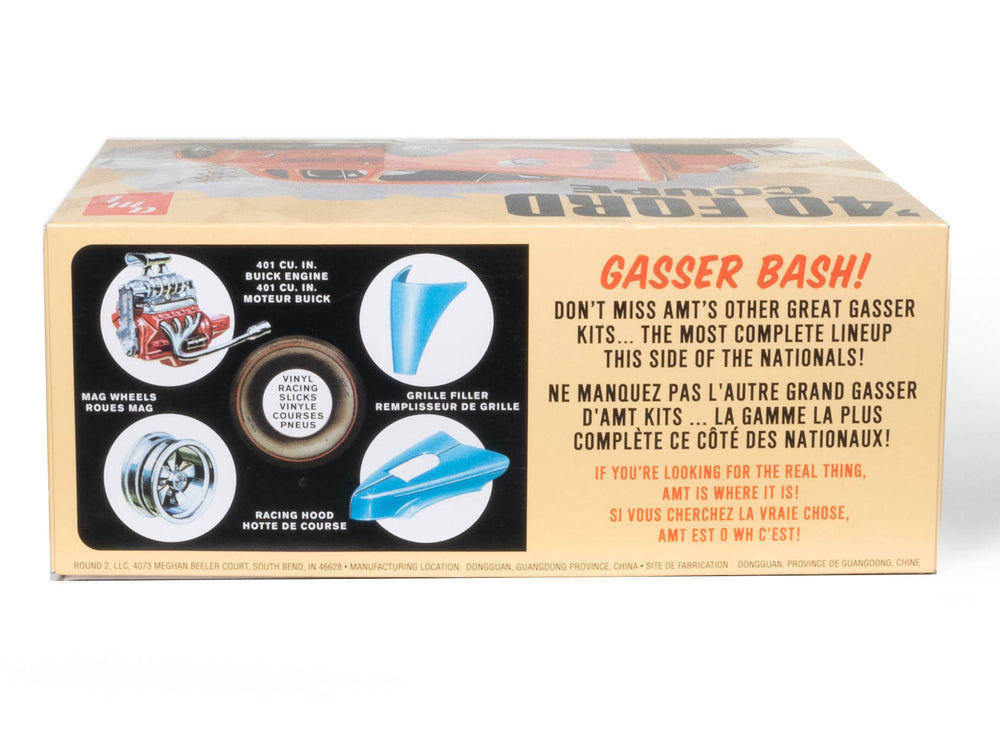 '40 FORD
COUPE
amt
401 CU. IN.
BUICK ENGINE
401 CU. IN.
MOTEUR BUICK
MAG WHEELS
ROUES MAG
VINYL
RACING
SLICKS
VINYLE
COURSES
PNEUS
GRILLE FILLER
REMPLISSEUR DE GRILLE
RACING HOOD
HOTTE DE COURSE
GASSER BASH!
DON'T MISS AMT'S OTHER GREAT GASSER
KITS... THE MOST COMPLETE LINEUP
THIS SIDE OF THE NATIONALS!
NE MANQUEZ PAS L'AUTRE GRAND GASSER
D'AMT KITS ...LA GAMME LA PLUS
COMPLÈTE CE CÔTÉ DES NATIONAUX!
IF YOU'RE LOOKING FOR THE REAL THING,
AMT IS WHERE IT IS!
SI VOUS CHERCHEZ LA VRAIE CHOSE,
AMT EST O WH C'EST!
ROUND 2, LLC, 4073 MEGHAN BEELER COURT, SOUTH BEND, IN 46628 • MANUFACTURING LOCATION: DONGGUAN, GUANGDONG PROVINCE, CHINA • SITE DE FABRICATION : DONGGUAN, PROVINCE DE GUANGDONG, CHINE